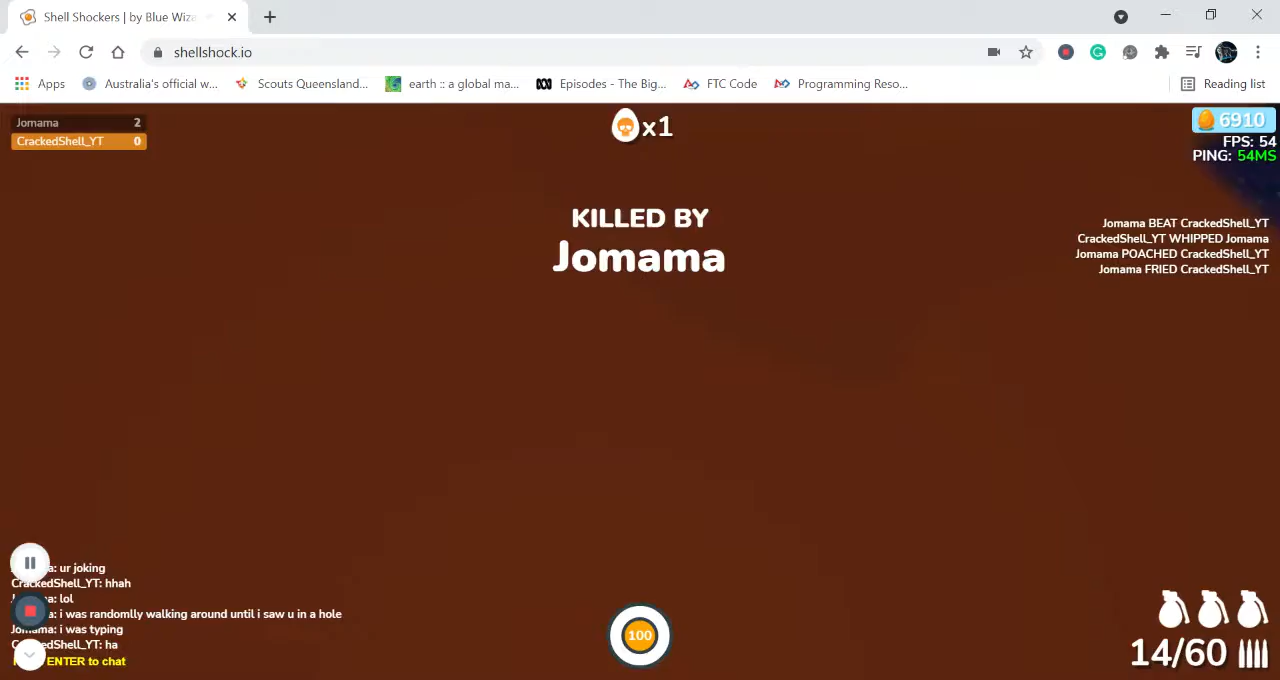 Shell Shockers | by Blue Wize
shellshock.io
Apps
Australia's official w...
Scouts Queensland...
earth :: a global ma...
Episodes - The Big...
FTC Code
Programming Reso...
Reading list
Jomama 2
CrackedShell_YT 0
x1
6910
FPS: 54
PING: 54MS
KILLED BY
Jomama
Jomama BEAT CrackedShell_YT
CrackedShell_YT WHIPPED Jomama
Jomama POACHED CrackedShell_YT
Jomama FRIED CrackedShell_YT
a: ur joking
CrackedShell_YT: hhah
a: lol
a: i was randomlly walking around until i saw u in a hole
Jomama: i was typing
CrackedShell_YT: ha
ENTER to chat
100
14/60